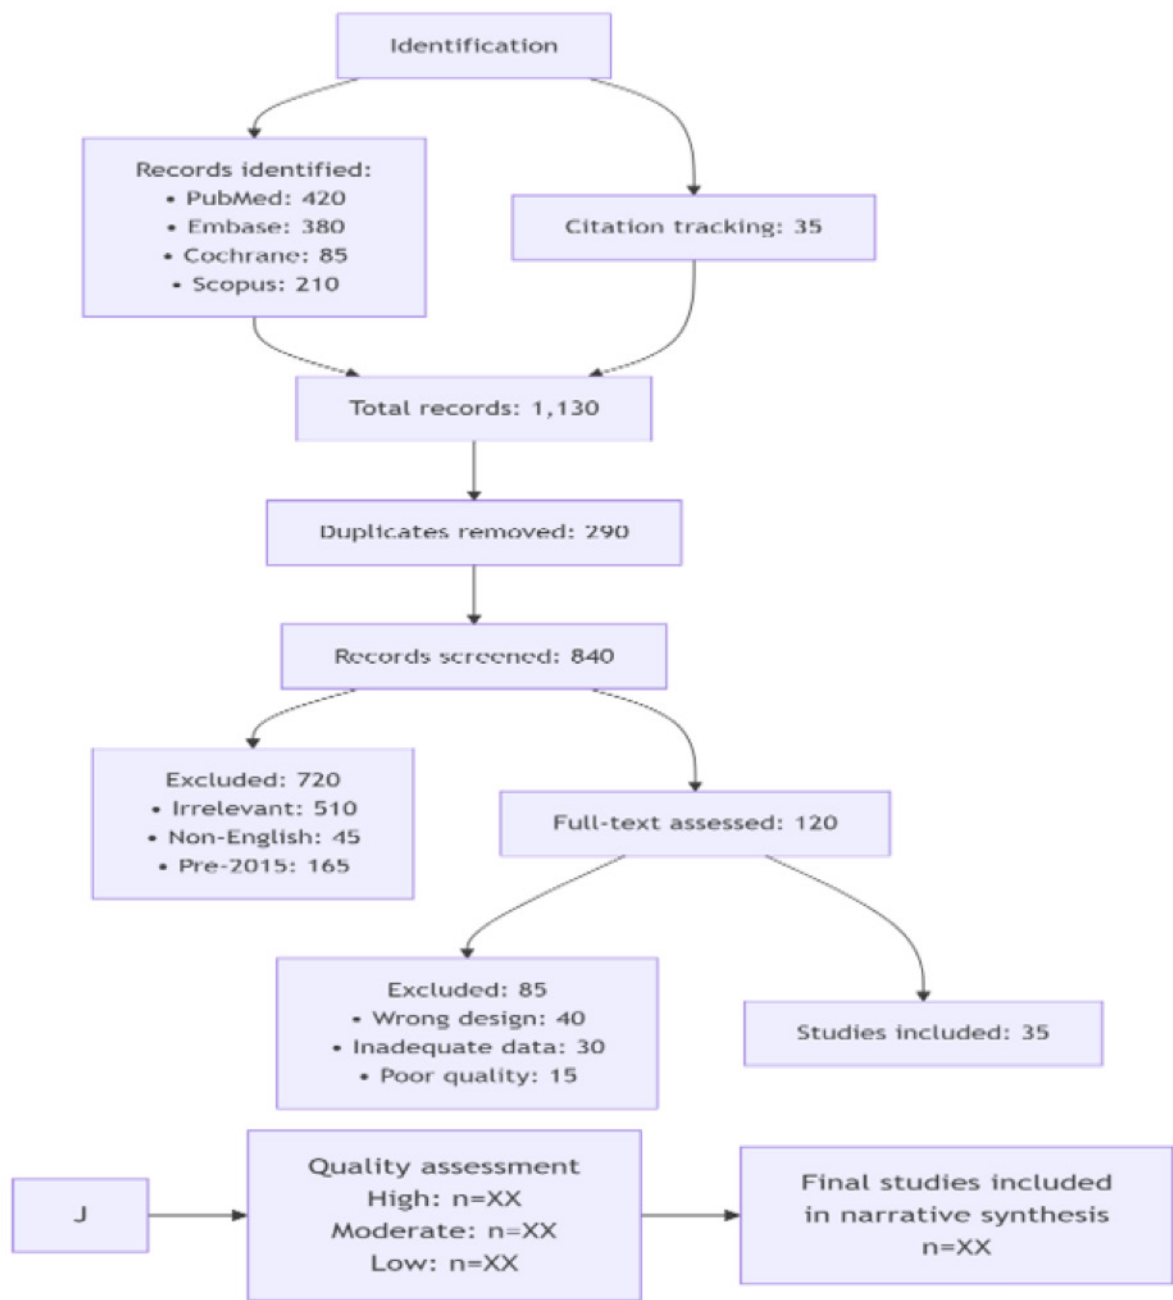 Identification
Records identified:
• PubMed: 420
• Embase: 380
• Cochrane: 85
• Scopus: 210
Citation tracking: 35
Total records: 1,130
Duplicates removed: 290
Records screened: 840
Excluded: 720
• Irrelevant: 510
• Non-English: 45
• Pre-2015: 165
Full-text assessed: 120
Excluded: 85
• Wrong design: 40
• Inadequate data: 30
• Poor quality: 15
Studies included: 35
J
Quality assessment
High: n=XX
Moderate: n=XX
Low: n=XX
Final studies included
in narrative synthesis
n=XX